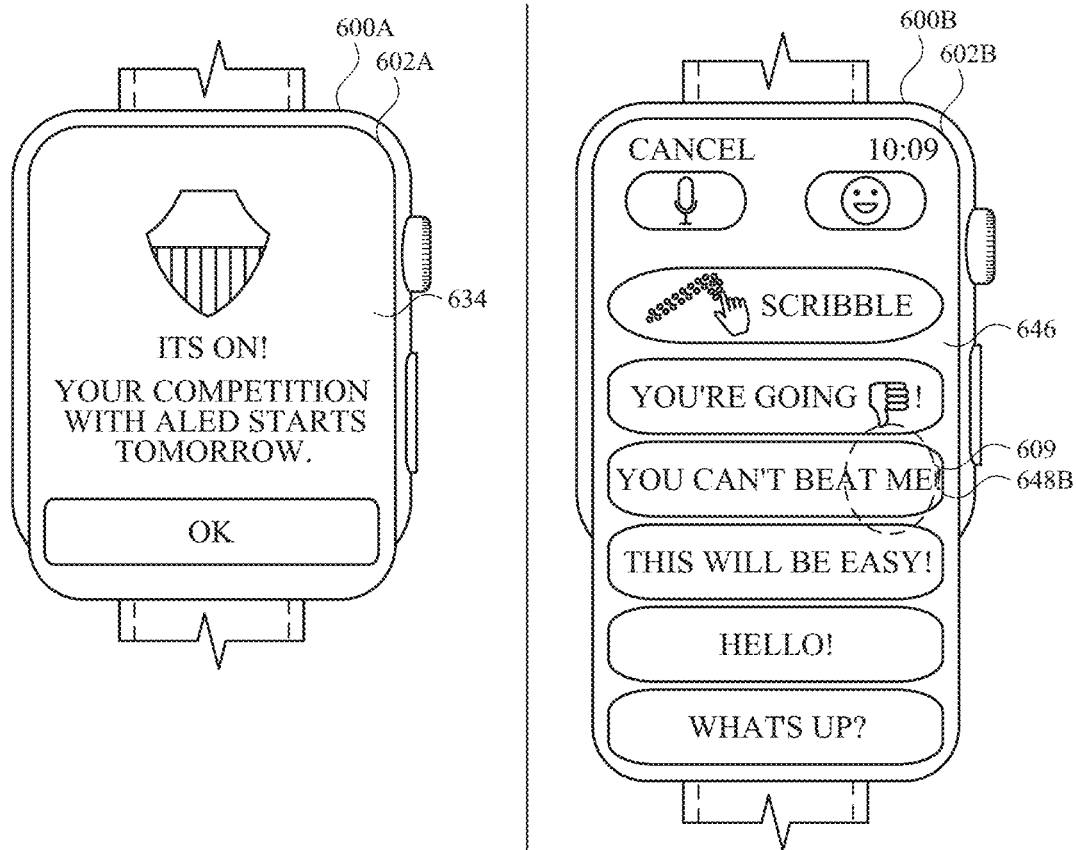 600A
602A
ITS ON!
YOUR COMPETITION
WITH ALED STARTS
TOMORROW.
OK
634
600B
602B
CANCEL 10:09
SCRIBBLE
646
YOU'RE GOING 👎!
YOU CAN'T BEAT ME!
609
648B
THIS WILL BE EASY!
HELLO!
WHAT'S UP?